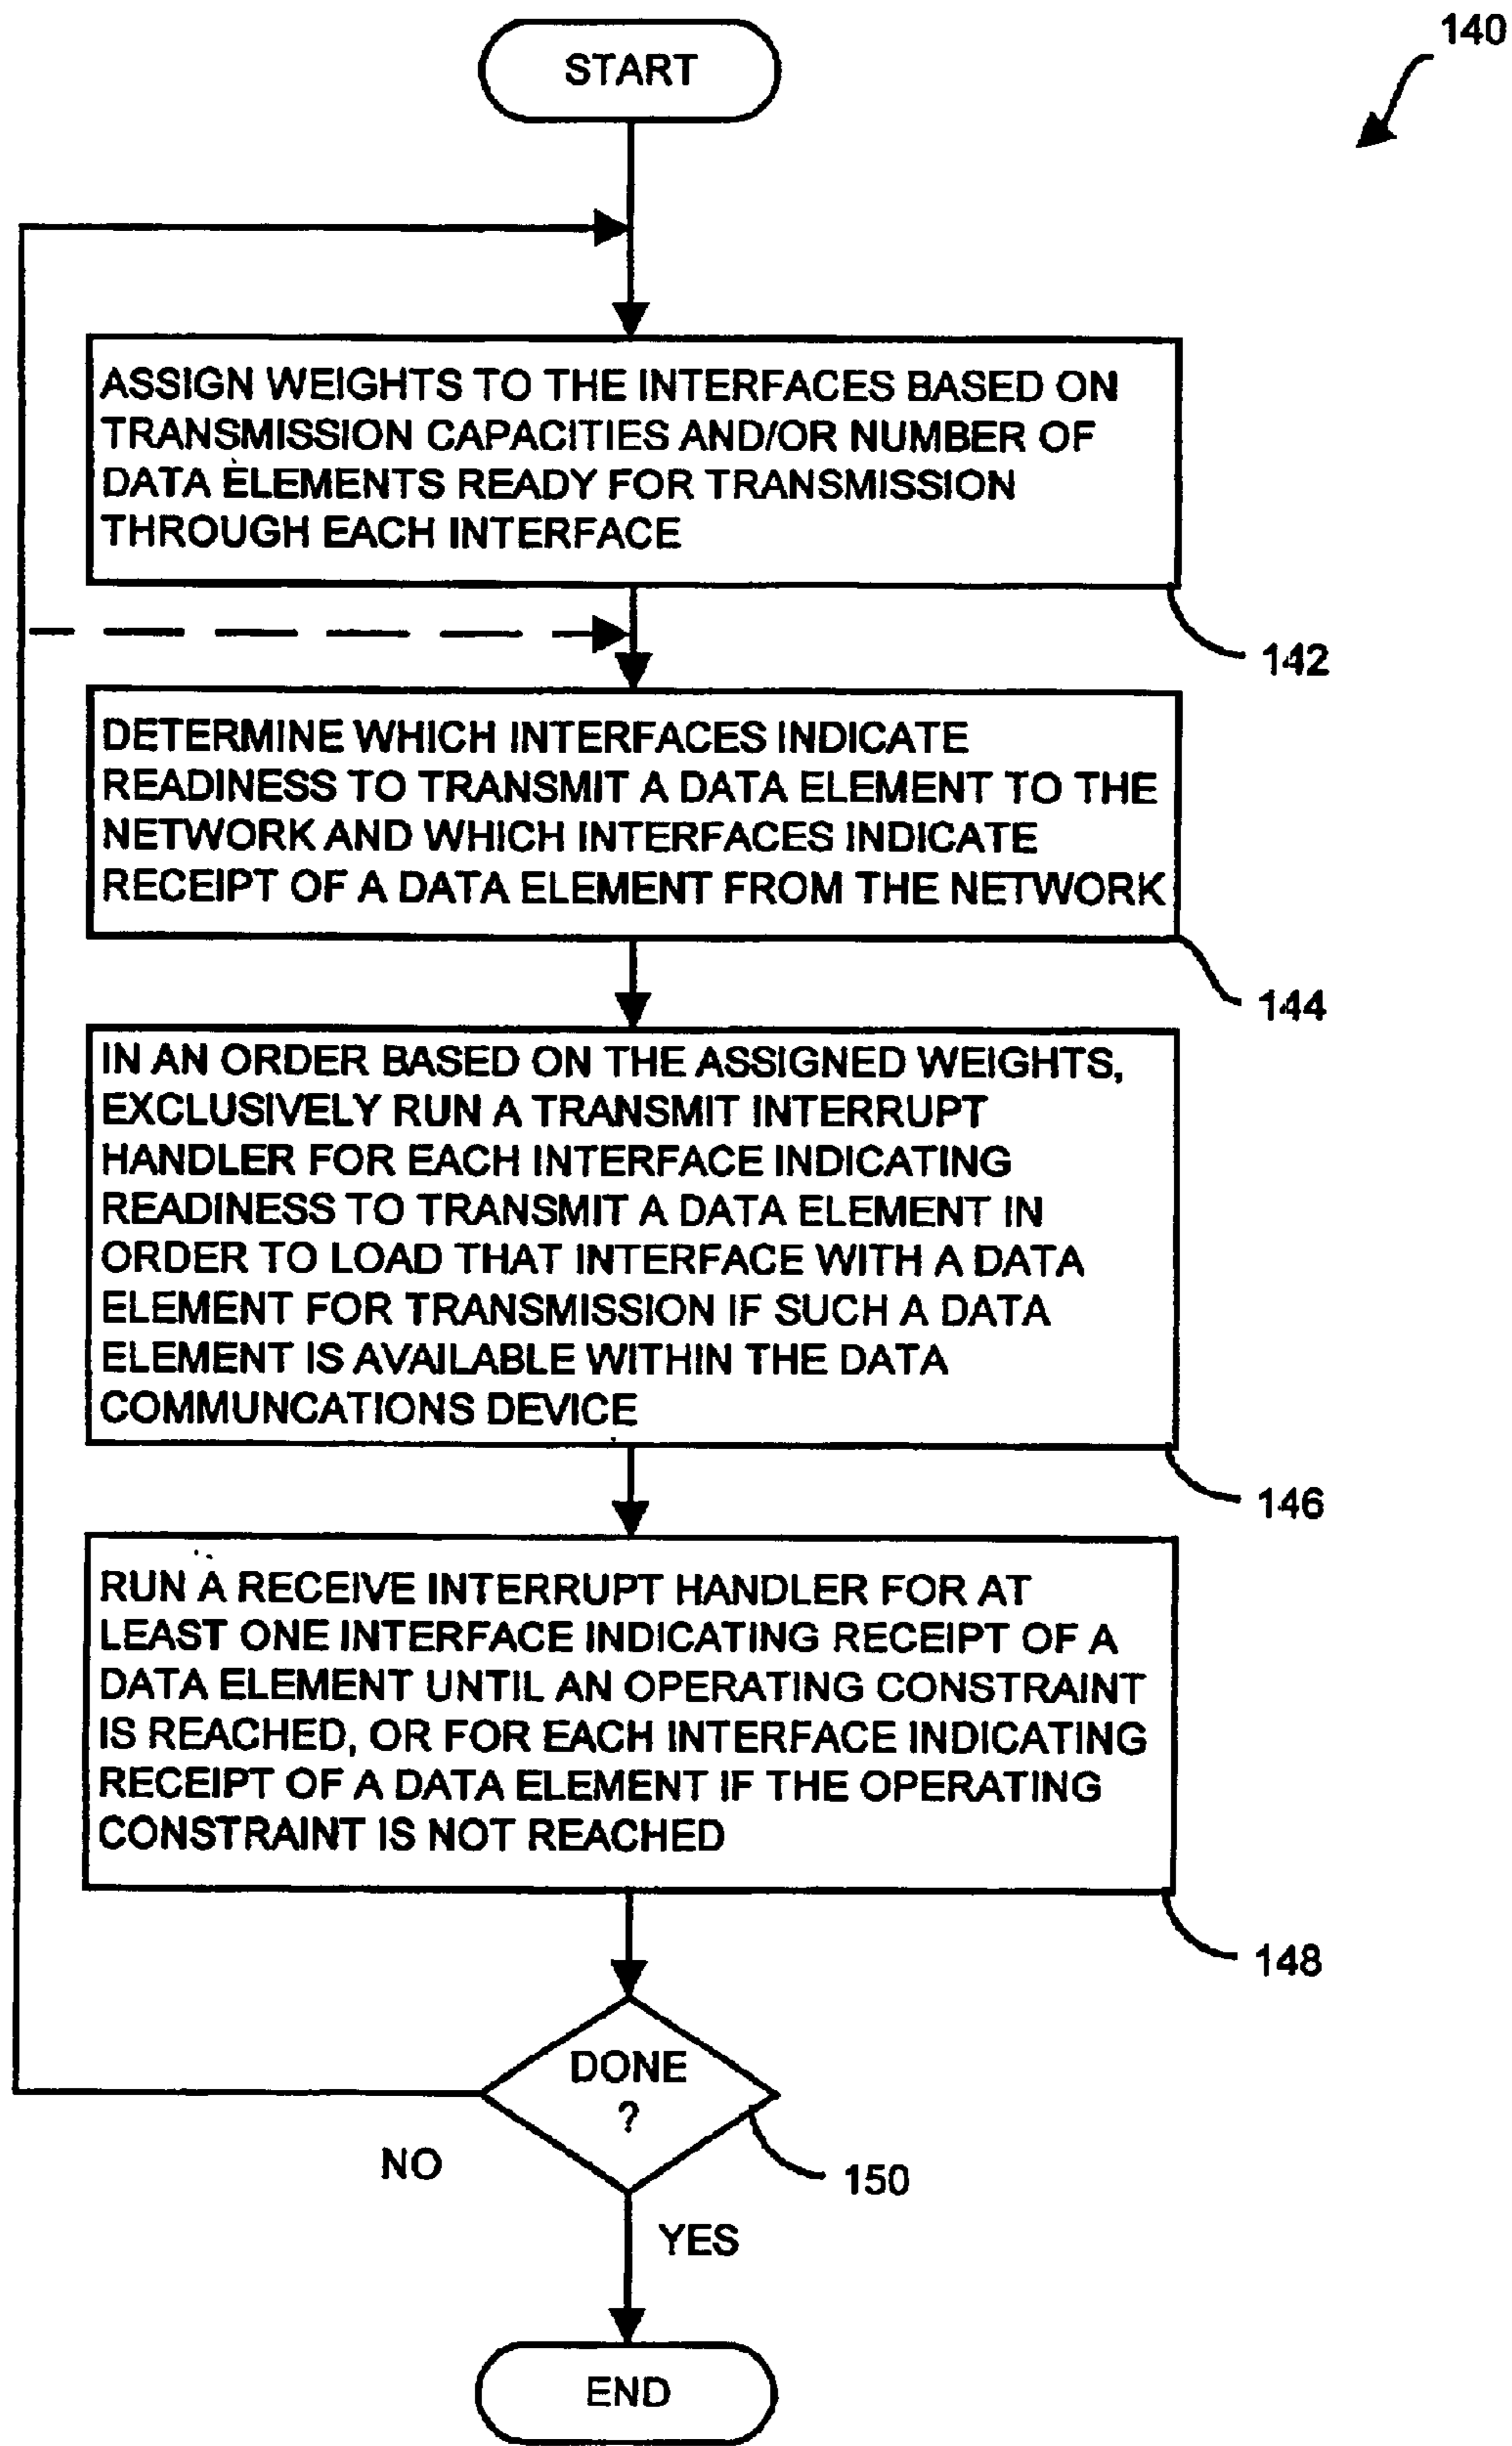 140
START
ASSIGN WEIGHTS TO THE INTERFACES BASED ON
TRANSMISSION CAPACITIES AND/OR NUMBER OF
DATA ELEMENTS READY FOR TRANSMISSION
THROUGH EACH INTERFACE
142
DETERMINE WHICH INTERFACES INDICATE
READINESS TO TRANSMIT A DATA ELEMENT TO THE
NETWORK AND WHICH INTERFACES INDICATE
RECEIPT OF A DATA ELEMENT FROM THE NETWORK
144
IN AN ORDER BASED ON THE ASSIGNED WEIGHTS,
EXCLUSIVELY RUN A TRANSMIT INTERRUPT
HANDLER FOR EACH INTERFACE INDICATING
READINESS TO TRANSMIT A DATA ELEMENT IN
ORDER TO LOAD THAT INTERFACE WITH A DATA
ELEMENT FOR TRANSMISSION IF SUCH A DATA
ELEMENT IS AVAILABLE WITHIN THE DATA
COMMUNCATIONS DEVICE
146
RUN A RECEIVE INTERRUPT HANDLER FOR AT
LEAST ONE INTERFACE INDICATING RECEIPT OF A
DATA ELEMENT UNTIL AN OPERATING CONSTRAINT
IS REACHED, OR FOR EACH INTERFACE INDICATING
RECEIPT OF A DATA ELEMENT IF THE OPERATING
CONSTRAINT IS NOT REACHED
148
DONE
?
NO
150
YES
END